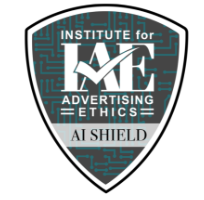 INSTITUTE for
IAE
ADVERTISING
ETHICS
AI SHIELD